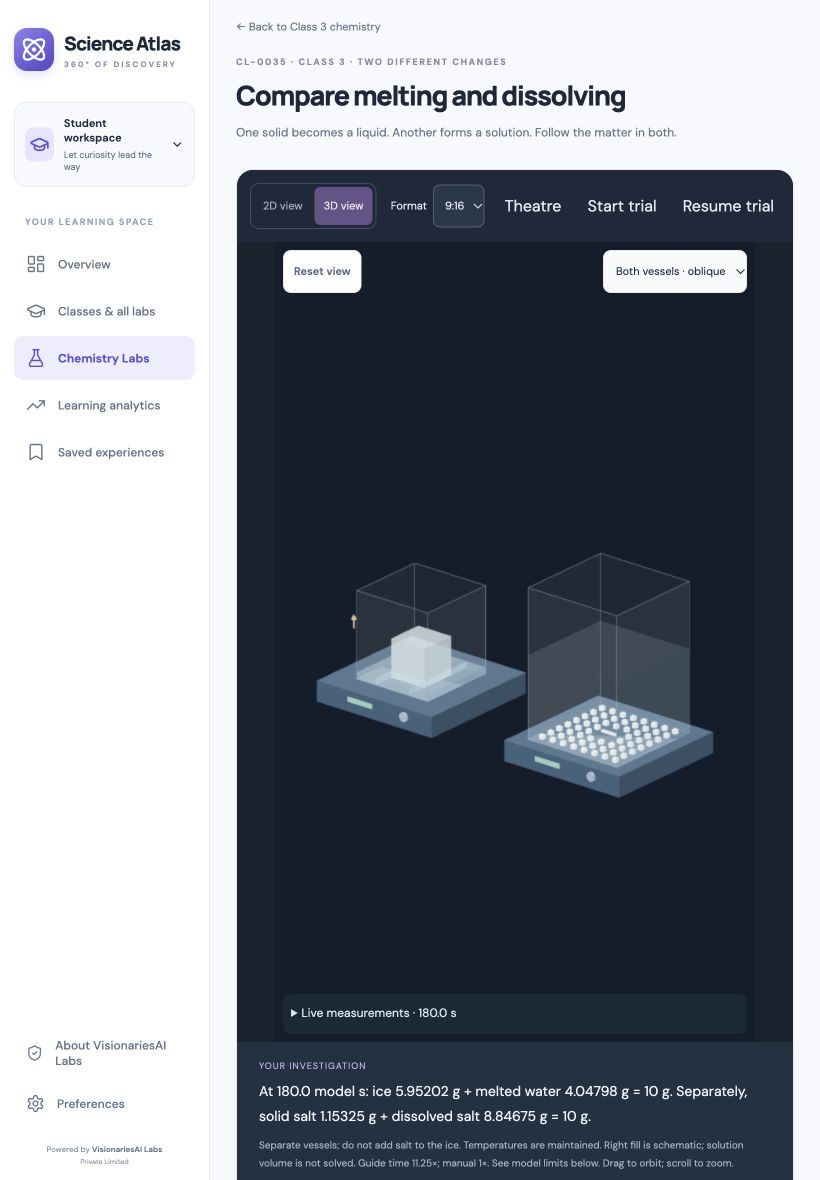 Science Atlas
360° OF DISCOVERY
Student
workspace
Let curiosity lead the
way
YOUR LEARNING SPACE
Overview
Classes & all labs
Chemistry Labs
Learning analytics
Saved experiences
About VisionariesAI
Labs
Preferences
Powered by VisionariesAI Labs
Private Limited
← Back to Class 3 chemistry
CL-0035 · CLASS 3 · TWO DIFFERENT CHANGES
Compare melting and dissolving
One solid becomes a liquid. Another forms a solution. Follow the matter in both.
2D view 3D view Format 9:16 Theatre Start trial Resume trial
Reset view Both vessels · oblique
▶ Live measurements · 180.0 s
YOUR INVESTIGATION
At 180.0 model s: ice 5.95202 g + melted water 4.04798 g = 10 g. Separately,
solid salt 1.15325 g + dissolved salt 8.84675 g = 10 g.
Separate vessels; do not add salt to the ice. Temperatures are maintained. Right fill is schematic; solution
volume is not solved. Guide time 11.25×; manual 1×. See model limits below. Drag to orbit; scroll to zoom.